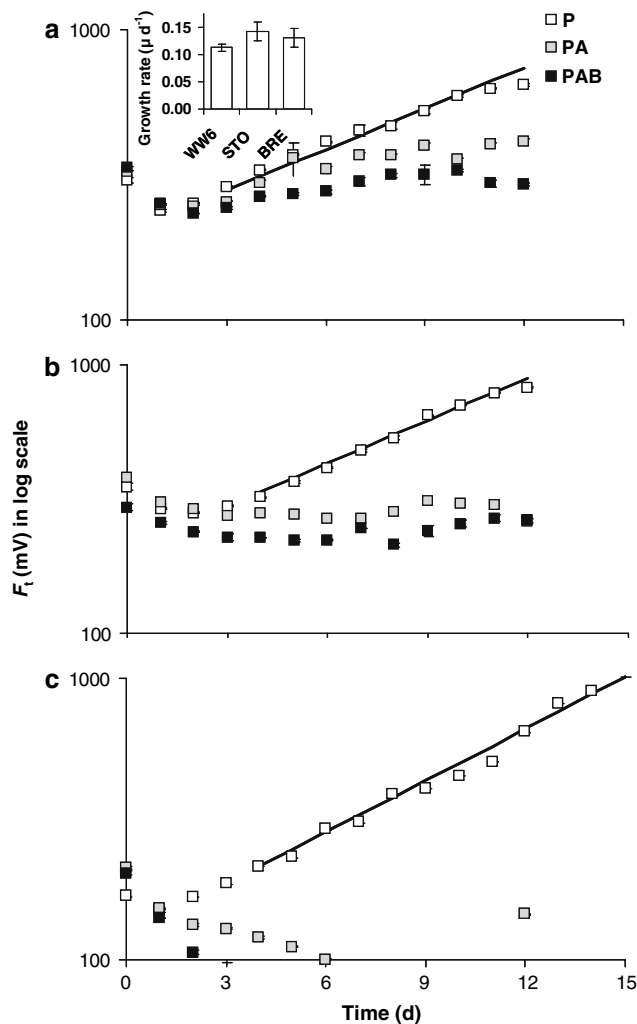 a
1000
100
Growth rate (µ d-1)
0.15
0.10
0.05
0.00
WW6
STO
BRE
P
PA
PAB
b
1000
100
Ft (mV) in log scale
c
1000
100
0
3
6
9
12
15
Time (d)